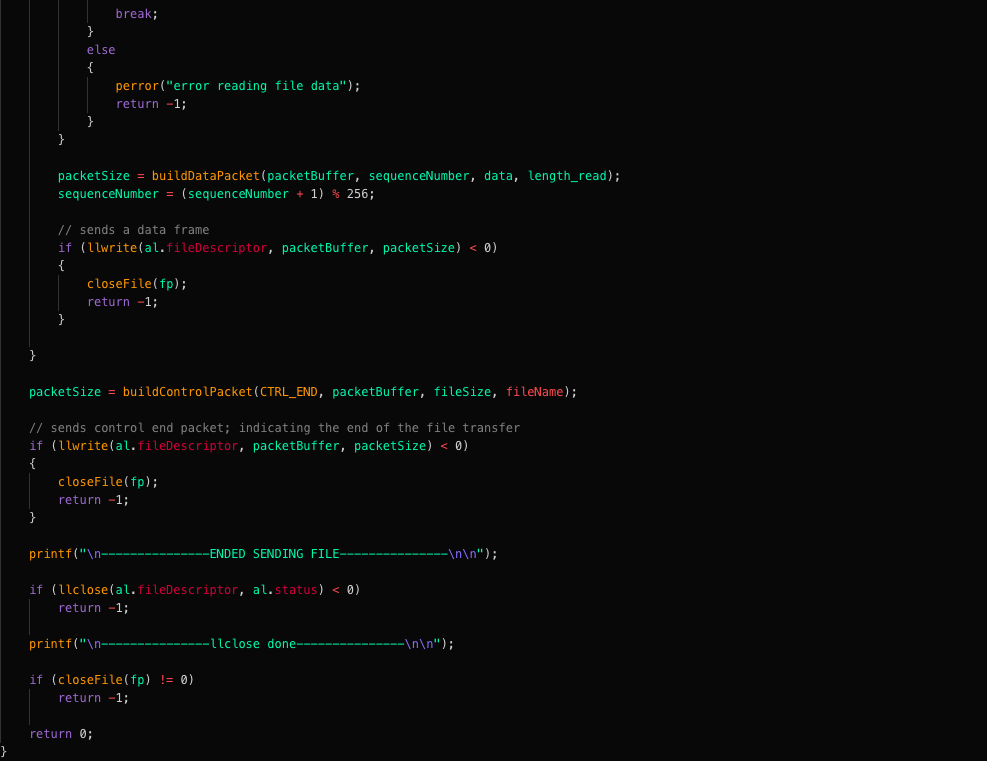 break;
        }
        else
        {
            perror("error reading file data");
            return -1;
        }
    }

    packetSize = buildDataPacket(packetBuffer, sequenceNumber, data, length_read);
    sequenceNumber = (sequenceNumber + 1) % 256;

    // sends a data frame
    if (llwrite(al.fileDescriptor, packetBuffer, packetSize) < 0)
    {
        closeFile(fp);
        return -1;
    }

}

packetSize = buildControlPacket(CTRL_END, packetBuffer, fileSize, fileName);

// sends control end packet; indicating the end of the file transfer
if (llwrite(al.fileDescriptor, packetBuffer, packetSize) < 0)
{
    closeFile(fp);
    return -1;
}

printf("\n---------------ENDED SENDING FILE---------------\n\n");

if (llclose(al.fileDescriptor, al.status) < 0)
    return -1;

printf("\n---------------llclose done---------------\n\n");

if (closeFile(fp) != 0)
    return -1;

return 0;
}